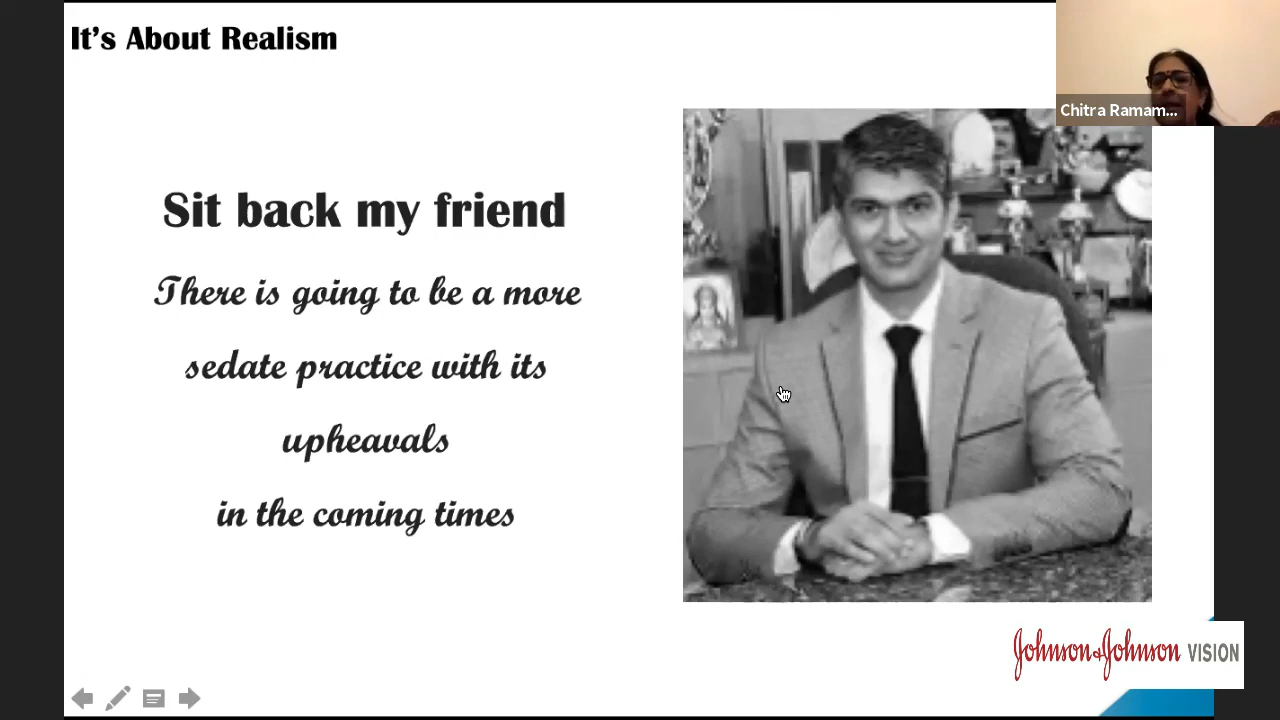 It's About Realism
Chitra Ramam...
Sit back my friend
There is going to be a more
sedate practice with its
upheavals
in the coming times
Johnson & Johnson VISION